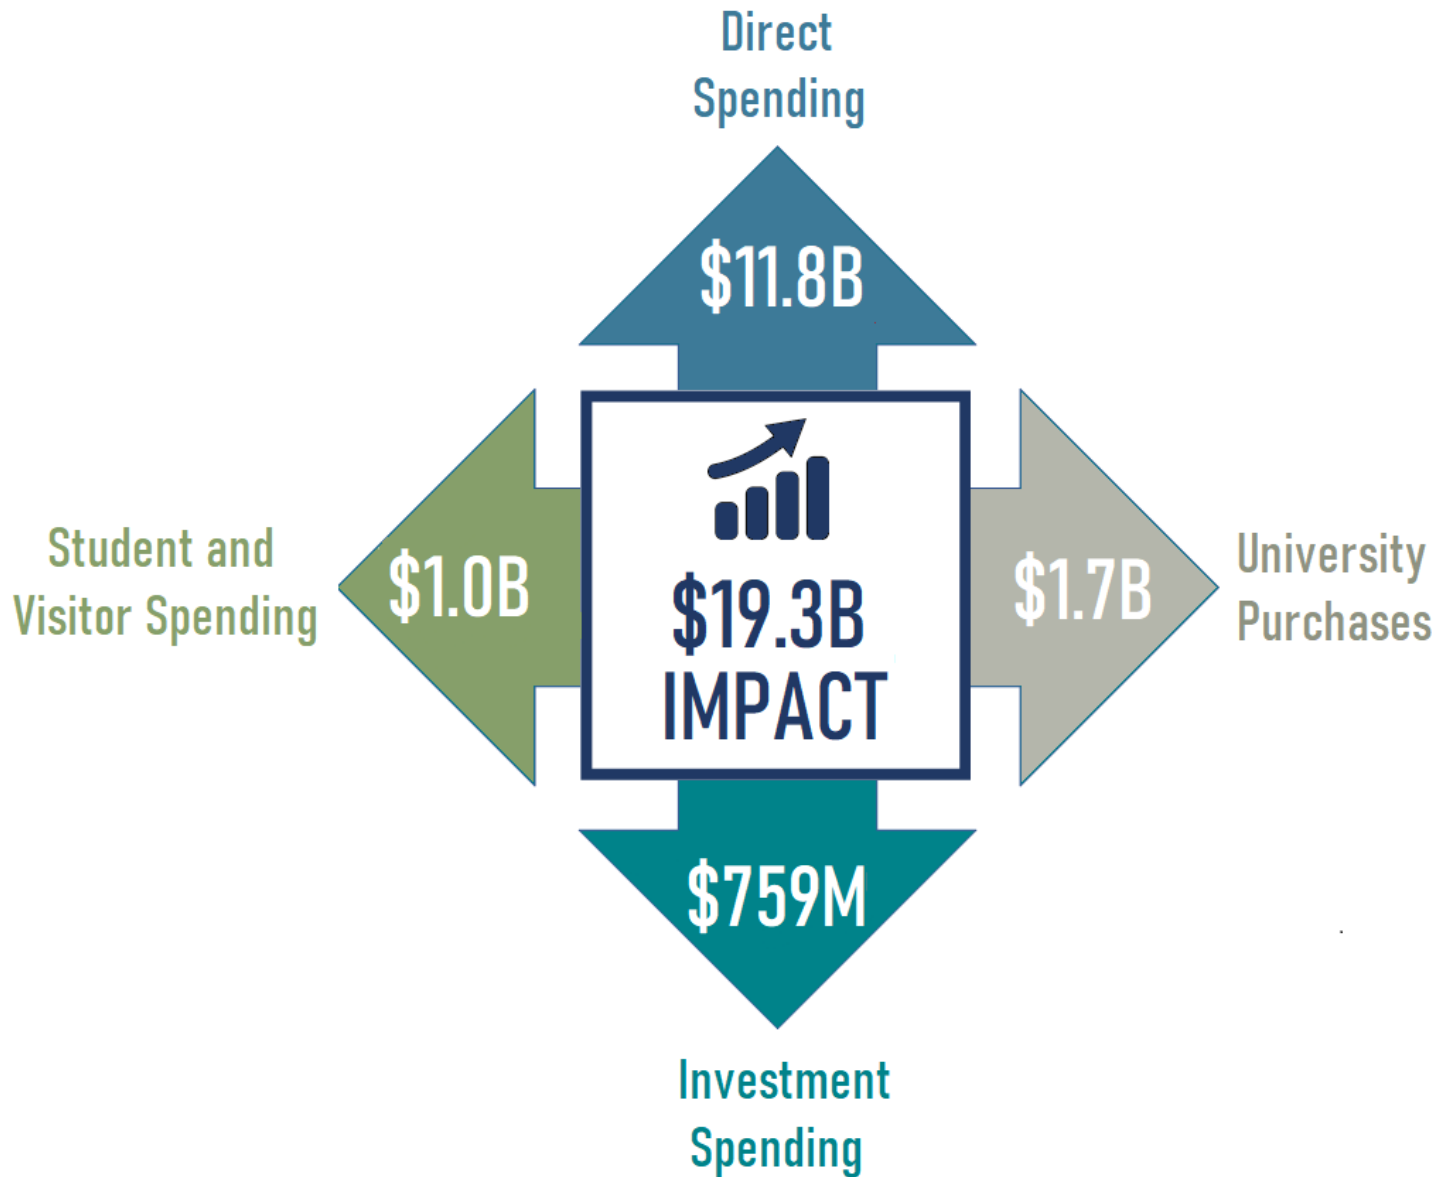 Direct
Spending
$11.8B
Student and
Visitor Spending
$1.0B
$19.3B
IMPACT
$1.7B
University
Purchases
$759M
Investment
Spending